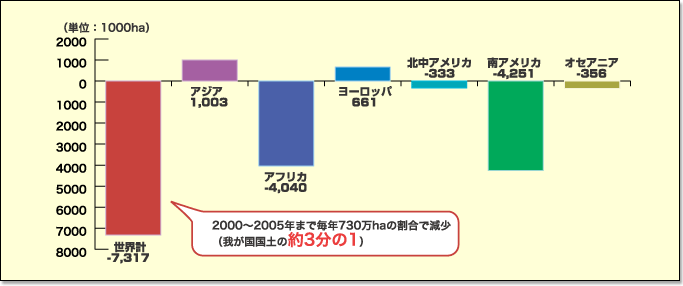 （単位：1000ha）
2000
1000
0
1000
2000
3000
4000
5000
6000
7000
8000
世界計
-7,317
アジア
1,003
アフリカ
-4,040
ヨーロッパ
661
北中アメリカ
-333
南アメリカ
-4,251
オセアニア
-356
2000〜2005年まで毎年730万haの割合で減少
（我が国国土の約3分の1）